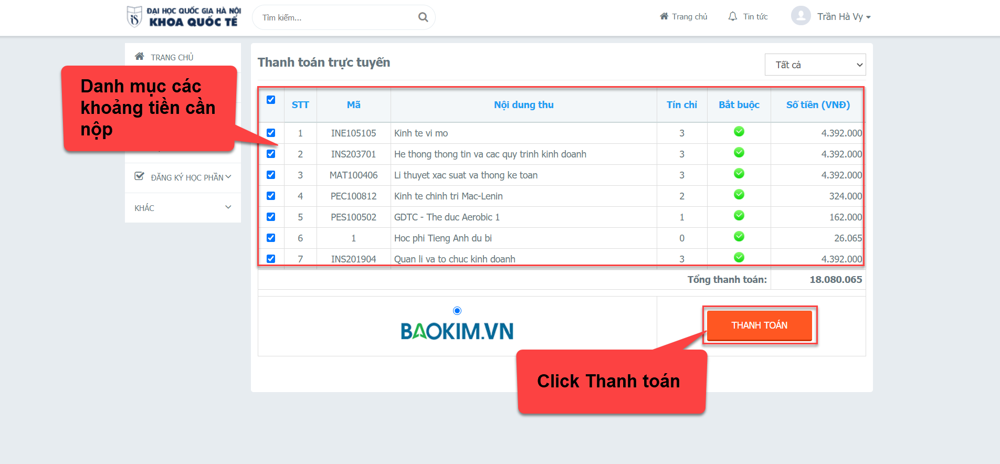 ĐẠI HỌC QUỐC GIA HÀ NỘI
KHOA QUỐC TẾ
Tìm kiếm...
Trang chủ
Tin tức
Trần Hà Vy
TRANG CHỦ
Danh mục các
khoảng tiền cần
nộp
ĐĂNG KÝ HỌC PHẦN
KHÁC
Thanh toán trực tuyến
Tất cả
STT Mã Nội dung thu Tín chỉ Bắt buộc Số tiền (VNĐ)
1 INE105105 Kinh te vi mo 3 4.392.000
2 INS203701 He thong thong tin va cac quy trinh kinh doanh 3 4.392.000
3 MAT100406 Li thuyet xac suat va thong ke toan 3 4.392.000
4 PEC100812 Kinh te chinh tri Mac-Lenin 2 324.000
5 PES100502 GDTC - The duc Aerobic 1 1 162.000
6 1 Hoc phi Tieng Anh du bi 0 26.065
7 INS201904 Quan li va to chuc kinh doanh 3 4.392.000
Tổng thanh toán: 18.080.065
BAOKIM.VN
THANH TOÁN
Click Thanh toán